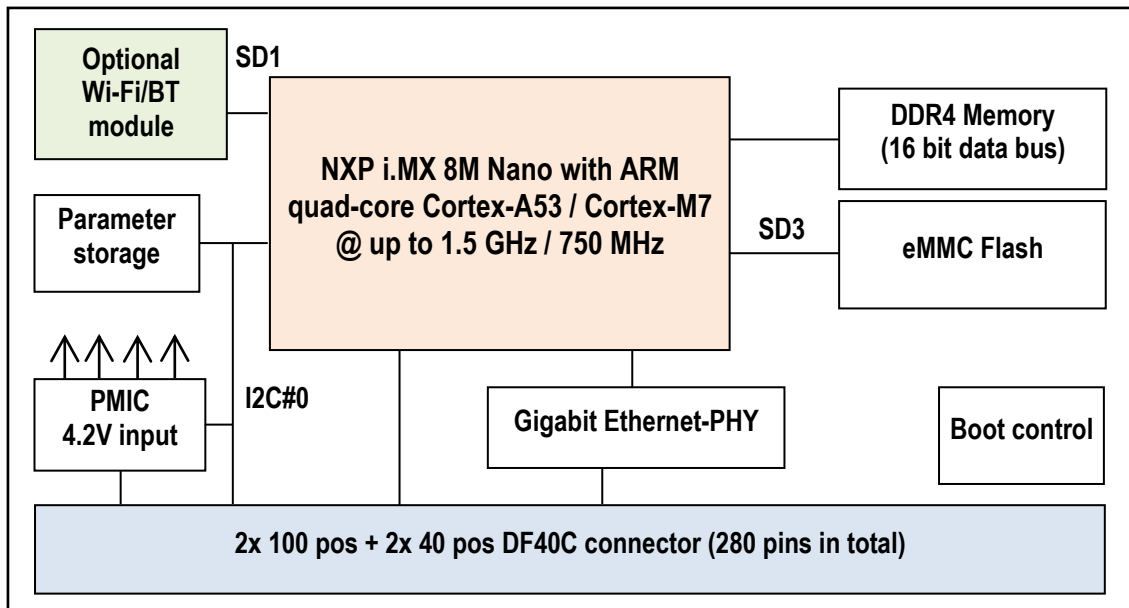 Optional
Wi-Fi/BT
module
SD1
NXP i.MX 8M Nano with ARM
quad-core Cortex-A53 / Cortex-M7
@ up to 1.5 GHz / 750 MHz
DDR4 Memory
(16 bit data bus)
Parameter
storage
SD3
eMMC Flash
PMIC
4.2V input
I2C#0
Gigabit Ethernet-PHY
Boot control
2x 100 pos + 2x 40 pos DF40C connector (280 pins in total)